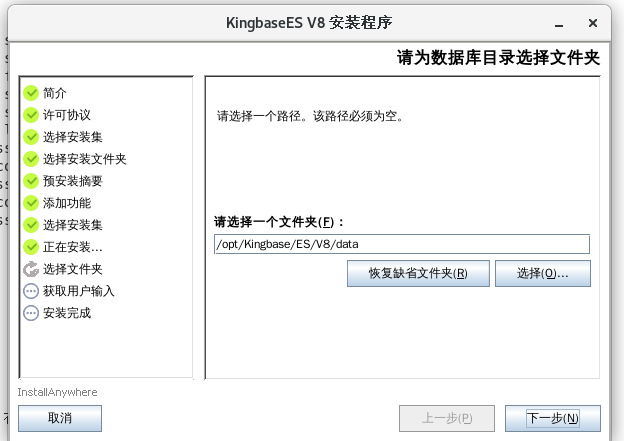 KingbaseES V8 安装程序
请为数据库目录选择文件夹
简介
许可协议
选择安装集
选择安装文件夹
预安装摘要
添加功能
选择安装集
正在安装...
选择文件夹
获取用户输入
安装完成
请选择一个路径。该路径必须为空。
请选择一个文件夹(F)：
/opt/Kingbase/ES/V8/data
恢复缺省文件夹(R)
选择(O)...
InstallAnywhere
取消
上一步(P)
下一步(N)